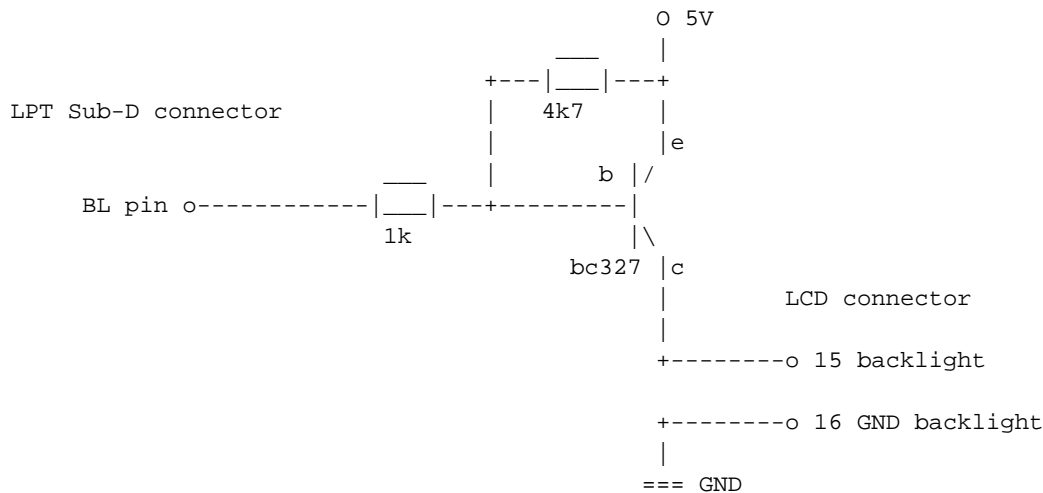 O 5V
4k7
LPT Sub-D connector
e
b
BL pin o
1k
bc327
c
LCD connector
o 15 backlight
o 16 GND backlight
=== GND